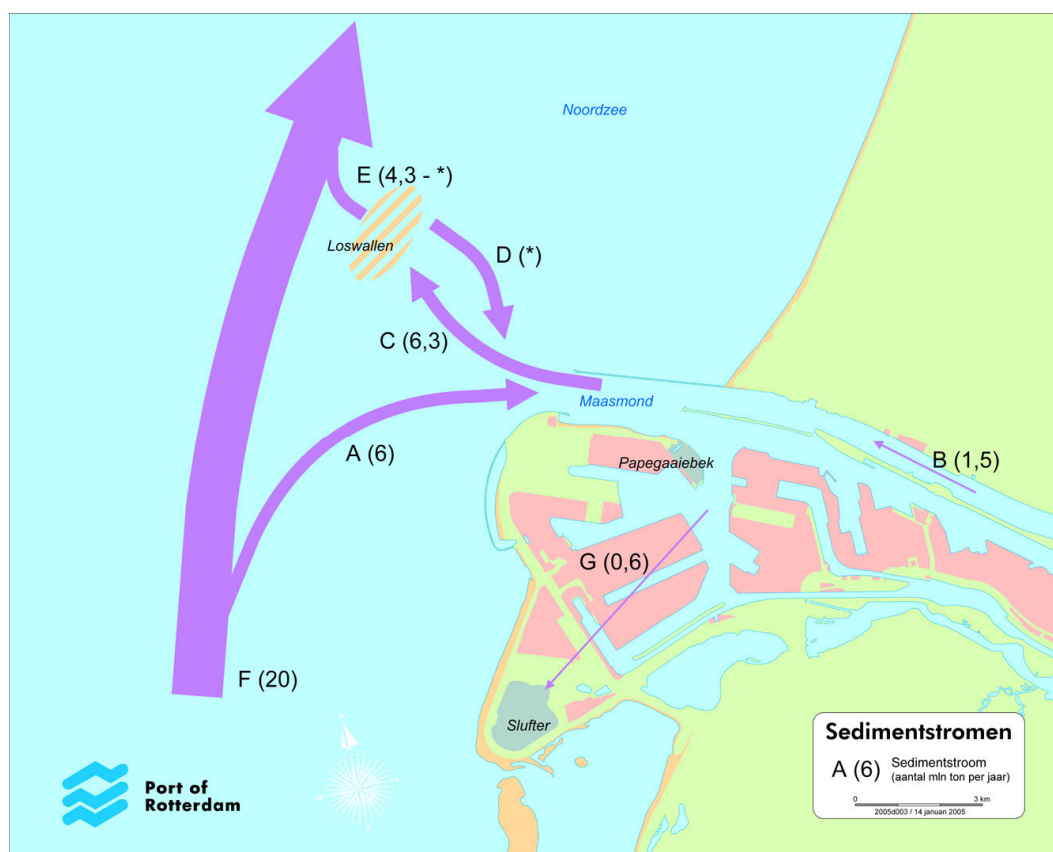 Noordzee
E (4,3 - *)
Loswallen
D (*)
C (6,3)
Maasmond
A (6)
Papegaaiebek
B (1,5)
G (0,6)
F (20)
Slufter
Port of
Rotterdam
Sedimentstromen
A (6) Sedimentstroom
(aantal mln ton per jaar)
0 3 km
2005d003 / 14 januari 2005